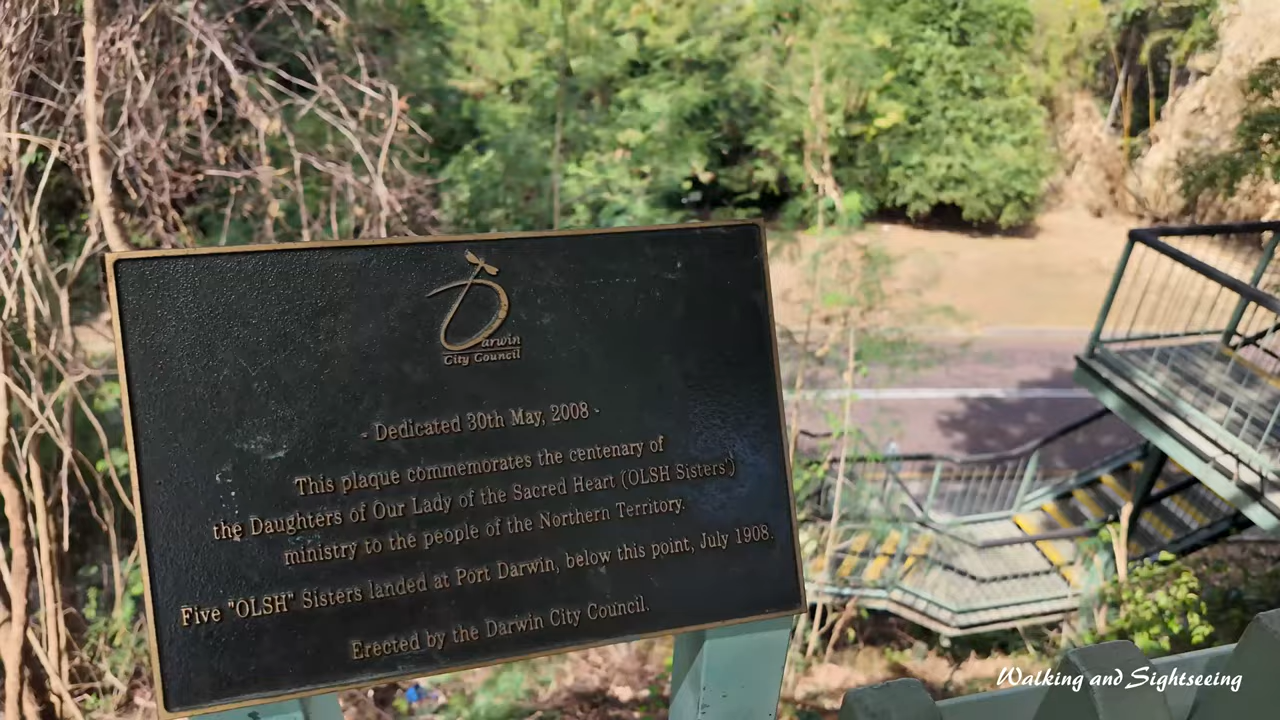 Darwin
City Council
- Dedicated 30th May, 2008 -
This plaque commemorates the centenary of
the Daughters of Our Lady of the Sacred Heart (OLSH Sisters')
ministry to the people of the Northern Territory.
Five "OLSH" Sisters landed at Port Darwin, below this point, July 1908.
Erected by the Darwin City Council.
Walking and Sightseeing